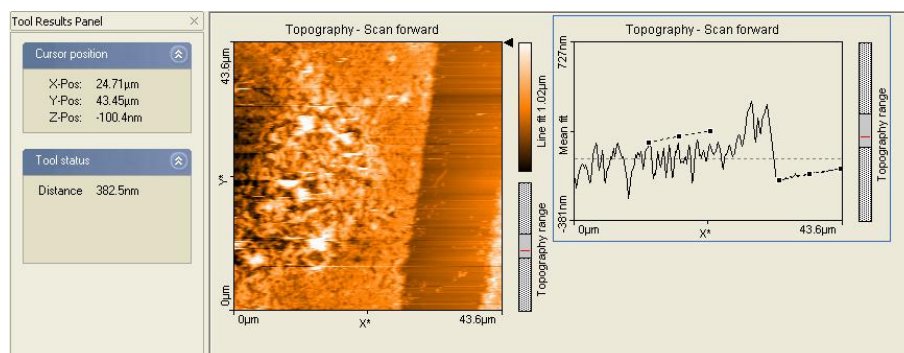 Tool Results Panel
Cursor position
X-Pos: 24.71µm
Y-Pos: 43.45µm
Z-Pos: -100.4nm
Tool status
Distance 382.5nm
Topography - Scan forward
43.6µm
Y*
0µm
0µm
X*
43.6µm
Line fit 1.02µm
Topography range
Topography - Scan forward
727nm
Mean fit
-381nm
0µm
X*
43.6µm
Topography range